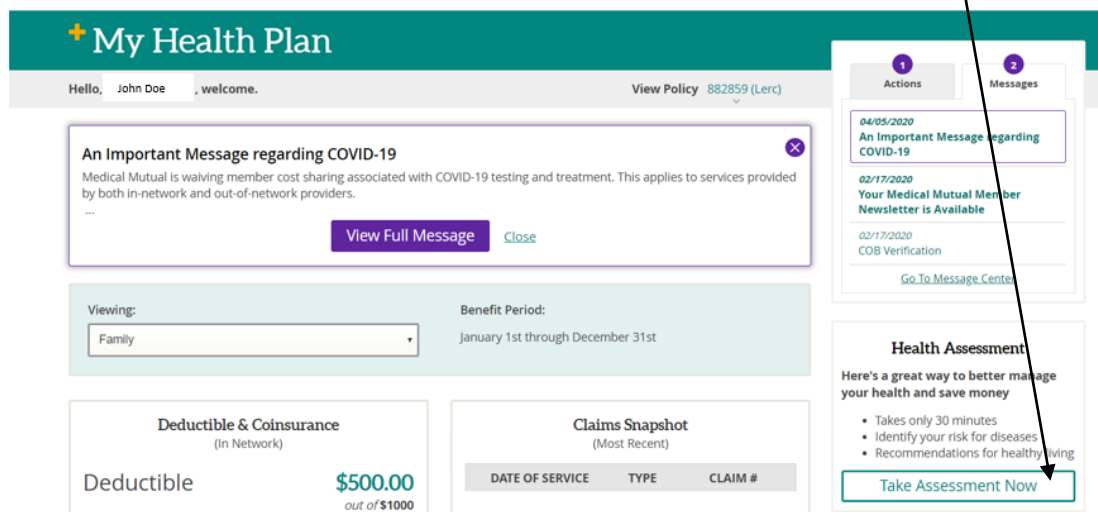 + My Health Plan
Hello, John Doe , welcome.
View Policy 882859 (Lerc)
An Important Message regarding COVID-19
Medical Mutual is waiving member cost sharing associated with COVID-19 testing and treatment. This applies to services provided
by both in-network and out-of-network providers.
...
View Full Message Close
Viewing:
Family
Benefit Period:
January 1st through December 31st
Deductible & Coinsurance
(In Network)
Deductible $500.00
out of $1000
Claims Snapshot
(Most Recent)
DATE OF SERVICE TYPE CLAIM #
1 2
Actions Messages
04/05/2020
An Important Message regarding
COVID-19
02/17/2020
Your Medical Mutual Member
Newsletter is Available
02/17/2020
COB Verification
Go To Message Center
Health Assessment
Here's a great way to better manage
your health and save money
• Takes only 30 minutes
• Identify your risk for diseases
• Recommendations for healthy living
Take Assessment Now